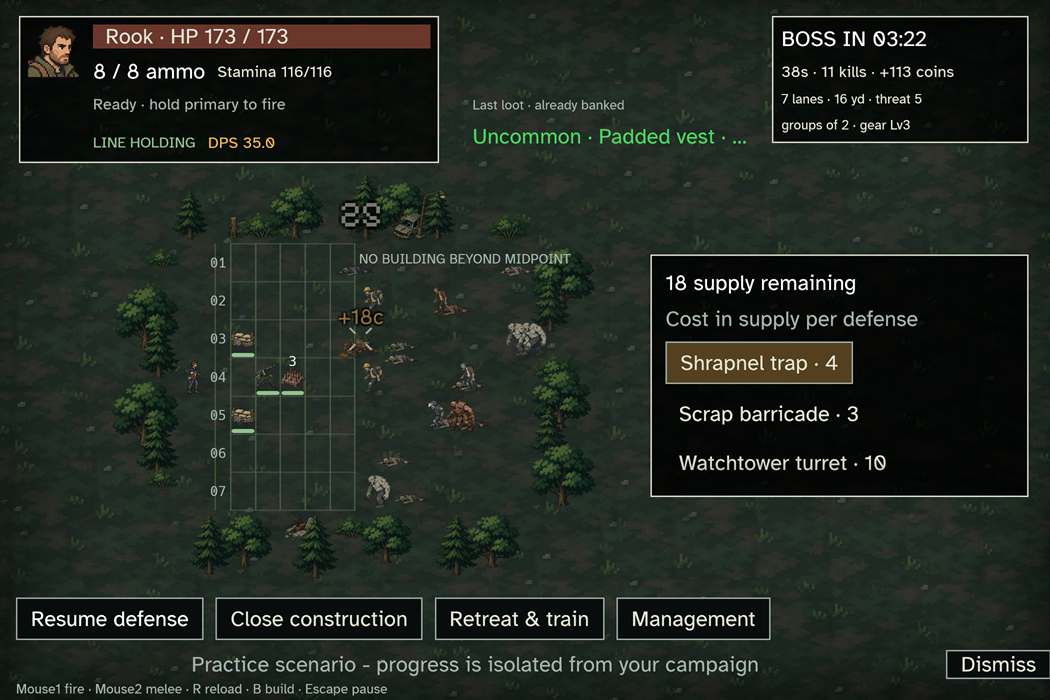 Rook · HP 173 / 173
8 / 8 ammo Stamina 116/116
Ready · hold primary to fire
LINE HOLDING DPS 35.0
Last loot · already banked
Uncommon · Padded vest · ...
BOSS IN 03:22
38s · 11 kills · +113 coins
7 lanes · 16 yd · threat 5
groups of 2 · gear Lv3
NO BUILDING BEYOND MIDPOINT
01
02
+18c
03
3
04
05
06
07
18 supply remaining
Cost in supply per defense
Shrapnel trap · 4
Scrap barricade · 3
Watchtower turret · 10
Resume defense
Close construction
Retreat & train
Management
Practice scenario - progress is isolated from your campaign
Dismiss
Mouse1 fire · Mouse2 melee · R reload · B build · Escape pause